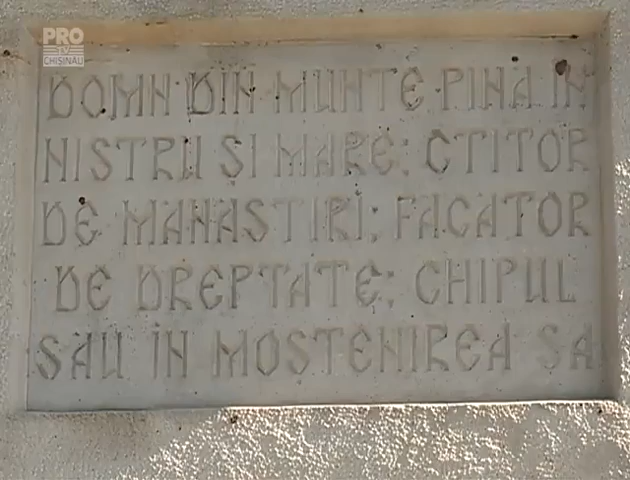 PRO
TV
CHIȘINĂU
DOMN DIN MUNTE PINA IN
NISTRU ȘI MARE: CTITOR
DE MANASTIRI: FACATOR
DE DREPTATE: CHIPUL
SAU IN MOSTENIREA SA